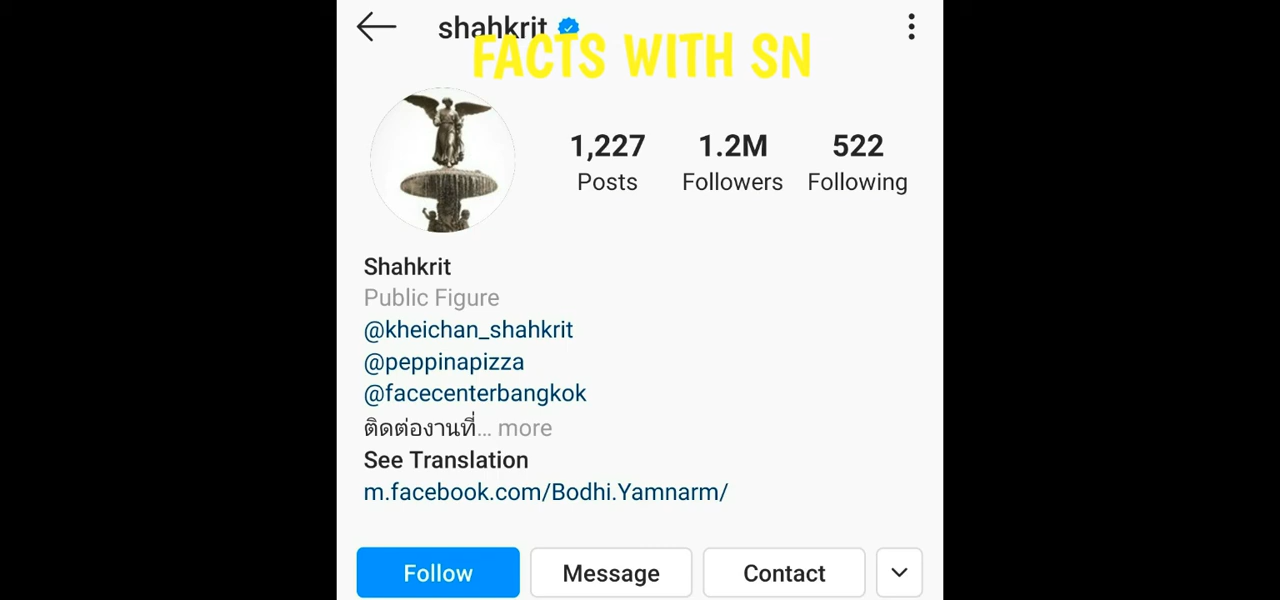 shahkrit
FACTS WITH SN
1,227 1.2M 522
Posts Followers Following
Shahkrit
Public Figure
@kheichan_shahkrit
@peppinapizza
@facecenterbangkok
ติดต่องานที่... more
See Translation
m.facebook.com/Bodhi.Yamnarm/
Follow Message Contact